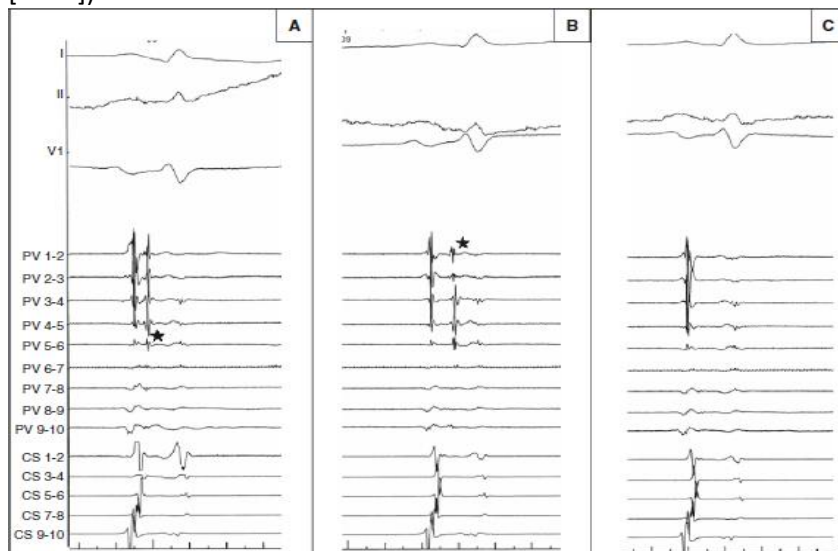 A
B
C
I
II
V1
PV 1-2
PV 2-3
PV 3-4
PV 4-5
PV 5-6
PV 6-7
PV 7-8
PV 8-9
PV 9-10
CS 1-2
CS 3-4
CS 5-6
CS 7-8
CS 9-10